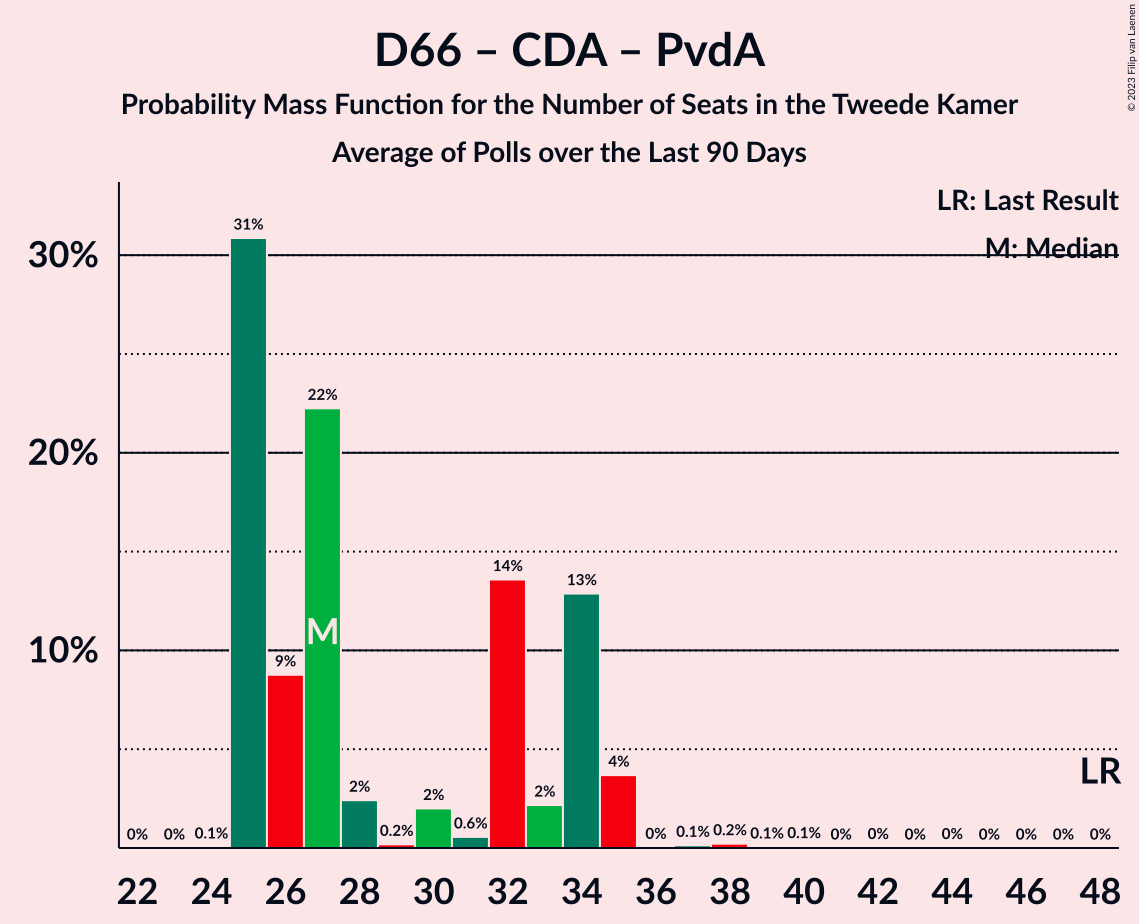 D66 – CDA – PvdA
Probability Mass Function for the Number of Seats in the Tweede Kamer
Average of Polls over the Last 90 Days
© 2023 Filip van Laenen
LR: Last Result
M: Median
30%
20%
10%
0% 0% 0.1% 31% 9% 22% 2% 0.2% 2% 0.6% 14% 2% 13% 4% 0% 0.1% 0.2% 0.1% 0.1% 0% 0% 0% 0% 0% 0% 0% 0%
M
LR
22 24 26 28 30 32 34 36 38 40 42 44 46 48